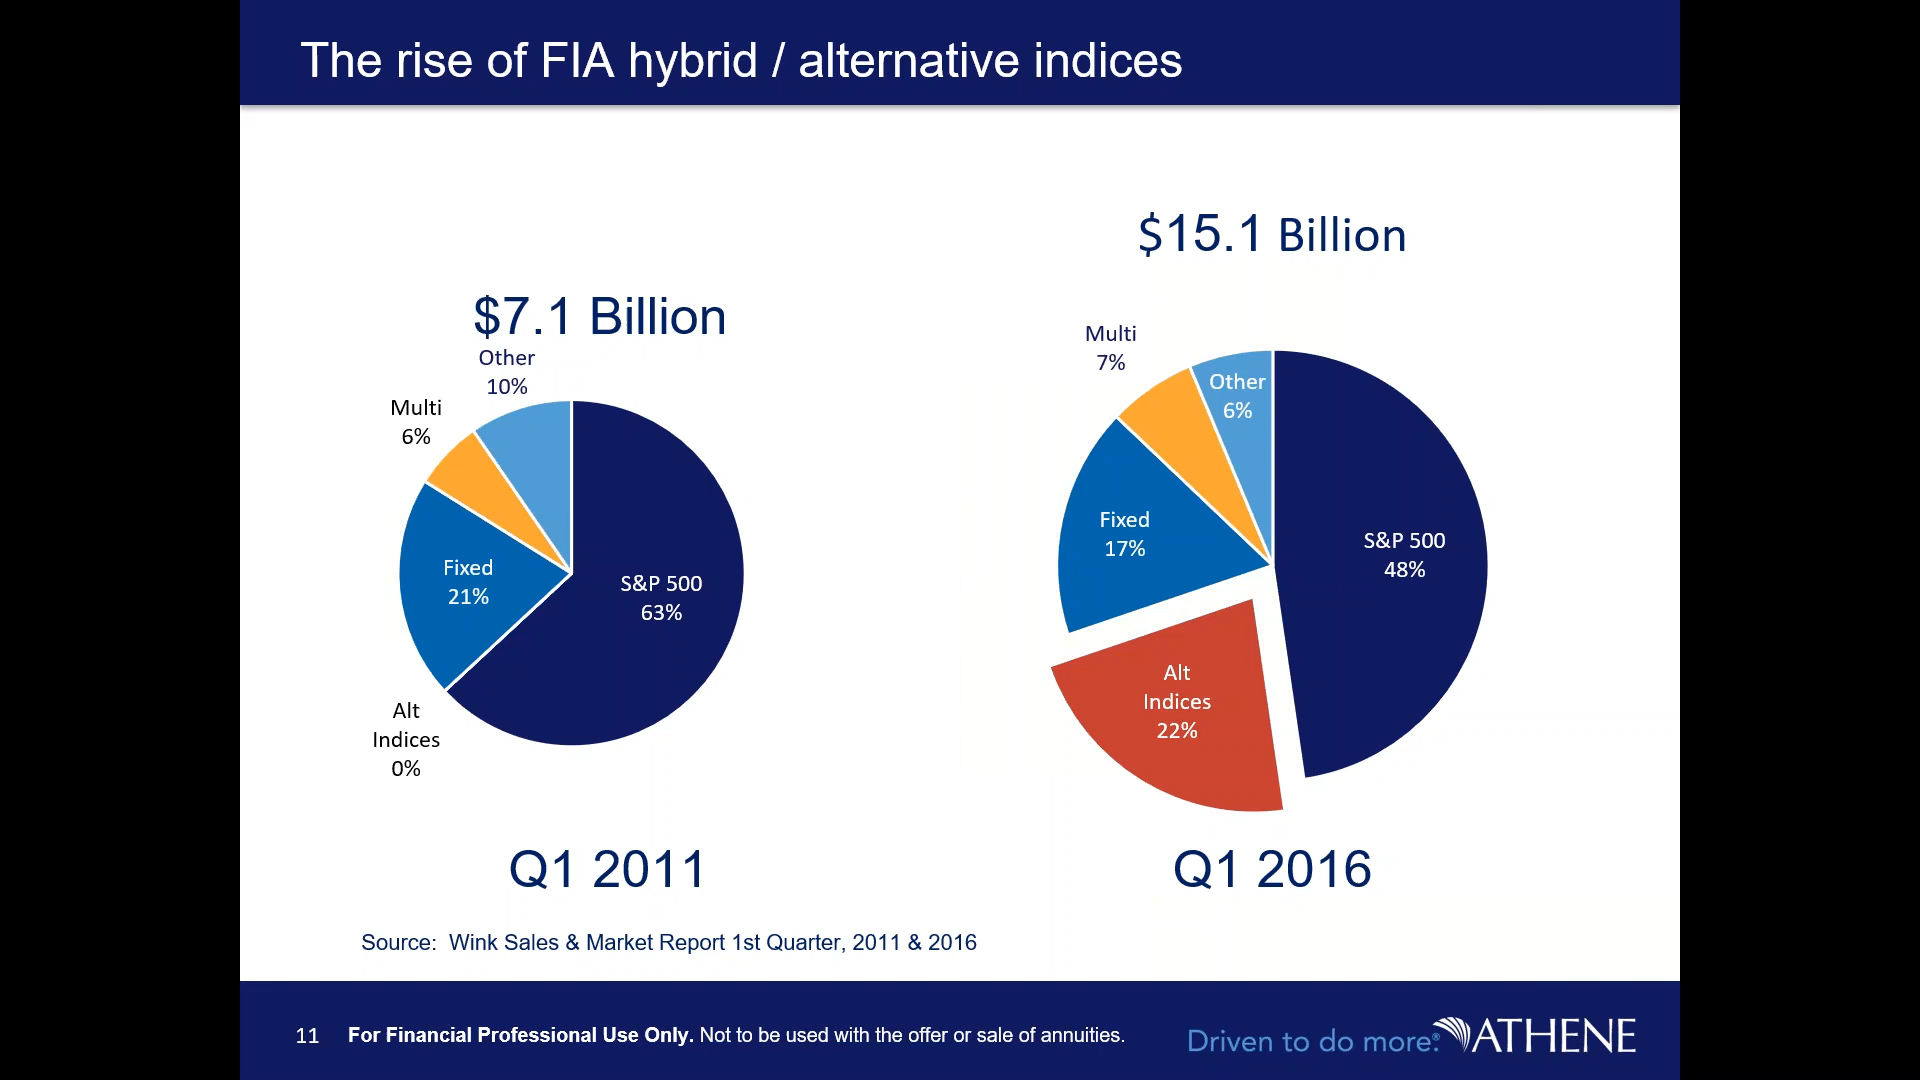 The rise of FIA hybrid / alternative indices
$7.1 Billion
Other
10%
Multi
6%
Fixed
21%
S&P 500
63%
Alt
Indices
0%
Q1 2011
$15.1 Billion
Multi
7%
Other
6%
Fixed
17%
S&P 500
48%
Alt
Indices
22%
Q1 2016
Source:  Wink Sales & Market Report 1st Quarter, 2011 & 2016
11 For Financial Professional Use Only. Not to be used with the offer or sale of annuities.
Driven to do more.® ATHENE